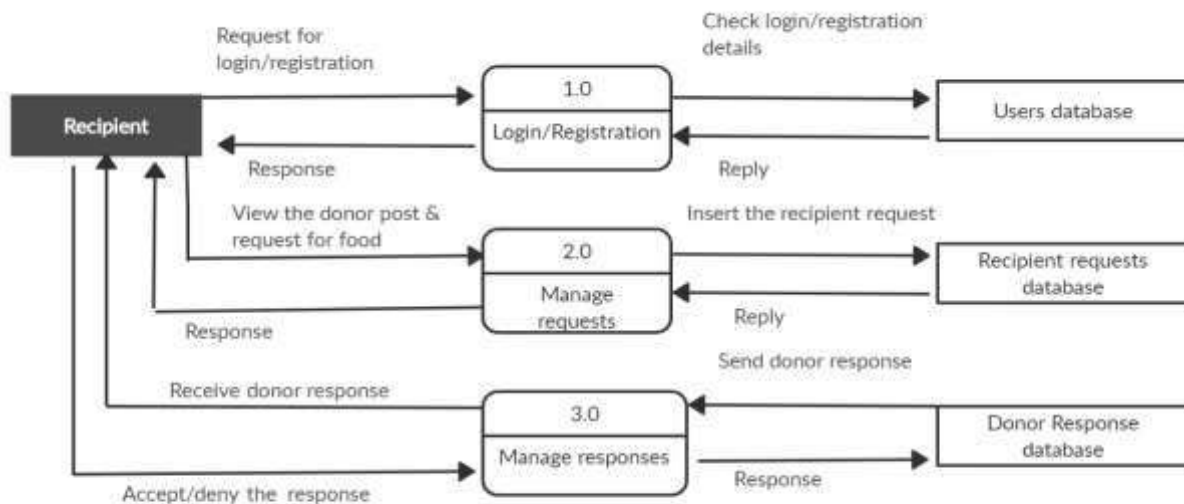 Request for
login/registration
Check login/registration
details
Recipient
1.0
Login/Registration
Users database
Response
Reply
View the donor post &
request for food
Insert the recipient request
2.0
Manage
requests
Recipient requests
database
Response
Reply
Send donor response
Receive donor response
3.0
Manage responses
Donor Response
database
Response
Accept/deny the response